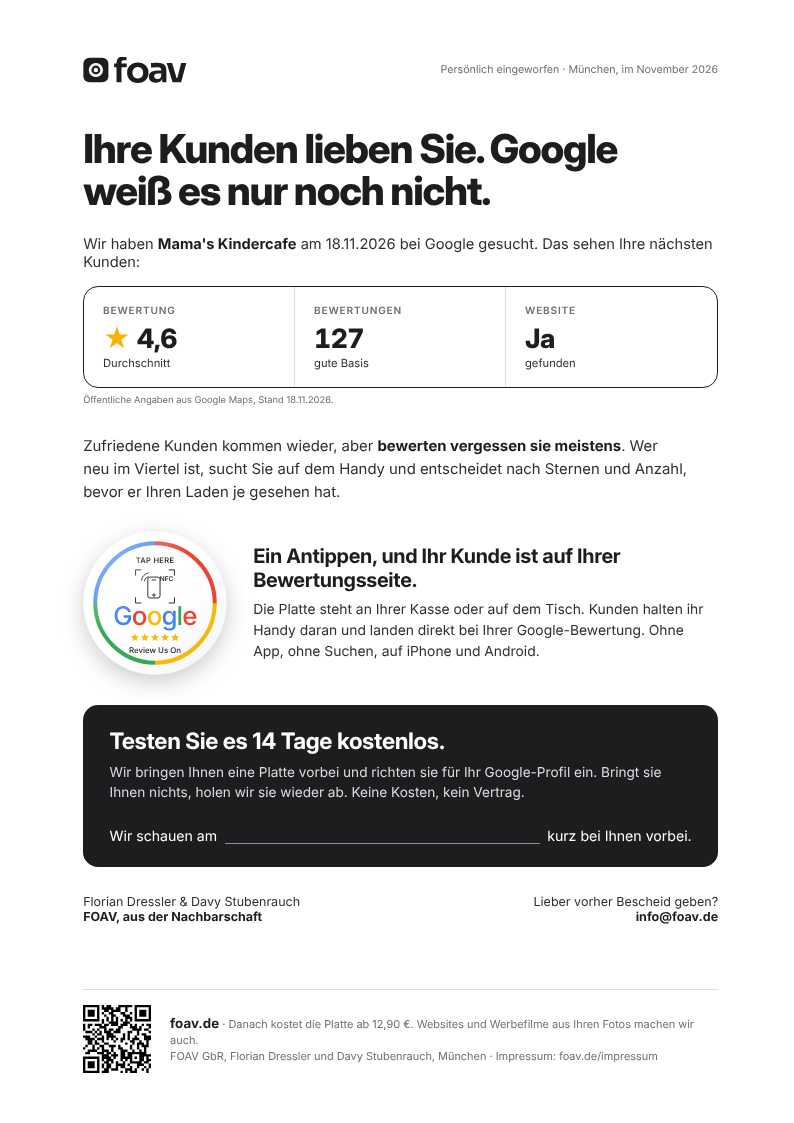 foav
Persönlich eingeworfen · München, im November 2026
Ihre Kunden lieben Sie. Google
weiß es nur noch nicht.
Wir haben Mama's Kindercafe am 18.11.2026 bei Google gesucht. Das sehen Ihre nächsten
Kunden:
BEWERTUNG
★ 4,6
Durchschnitt
BEWERTUNGEN
127
gute Basis
WEBSITE
Ja
gefunden
Öffentliche Angaben aus Google Maps, Stand 18.11.2026.
Zufriedene Kunden kommen wieder, aber bewerten vergessen sie meistens. Wer
neu im Viertel ist, sucht Sie auf dem Handy und entscheidet nach Sternen und Anzahl,
bevor er Ihren Laden je gesehen hat.
TAP HERE
NFC
Google
★★★★★
Review Us On
Ein Antippen, und Ihr Kunde ist auf Ihrer
Bewertungsseite.
Die Platte steht an Ihrer Kasse oder auf dem Tisch. Kunden halten ihr
Handy daran und landen direkt bei Ihrer Google-Bewertung. Ohne
App, ohne Suchen, auf iPhone und Android.
Testen Sie es 14 Tage kostenlos.
Wir bringen Ihnen eine Platte vorbei und richten sie für Ihr Google-Profil ein. Bringt sie
Ihnen nichts, holen wir sie wieder ab. Keine Kosten, kein Vertrag.
Wir schauen am kurz bei Ihnen vorbei.
Florian Dressler & Davy Stubenrauch
FOAV, aus der Nachbarschaft
Lieber vorher Bescheid geben?
info@foav.de
foav.de · Danach kostet die Platte ab 12,90 €. Websites und Werbefilme aus Ihren Fotos machen wir
auch.
FOAV GbR, Florian Dressler und Davy Stubenrauch, München · Impressum: foav.de/impressum